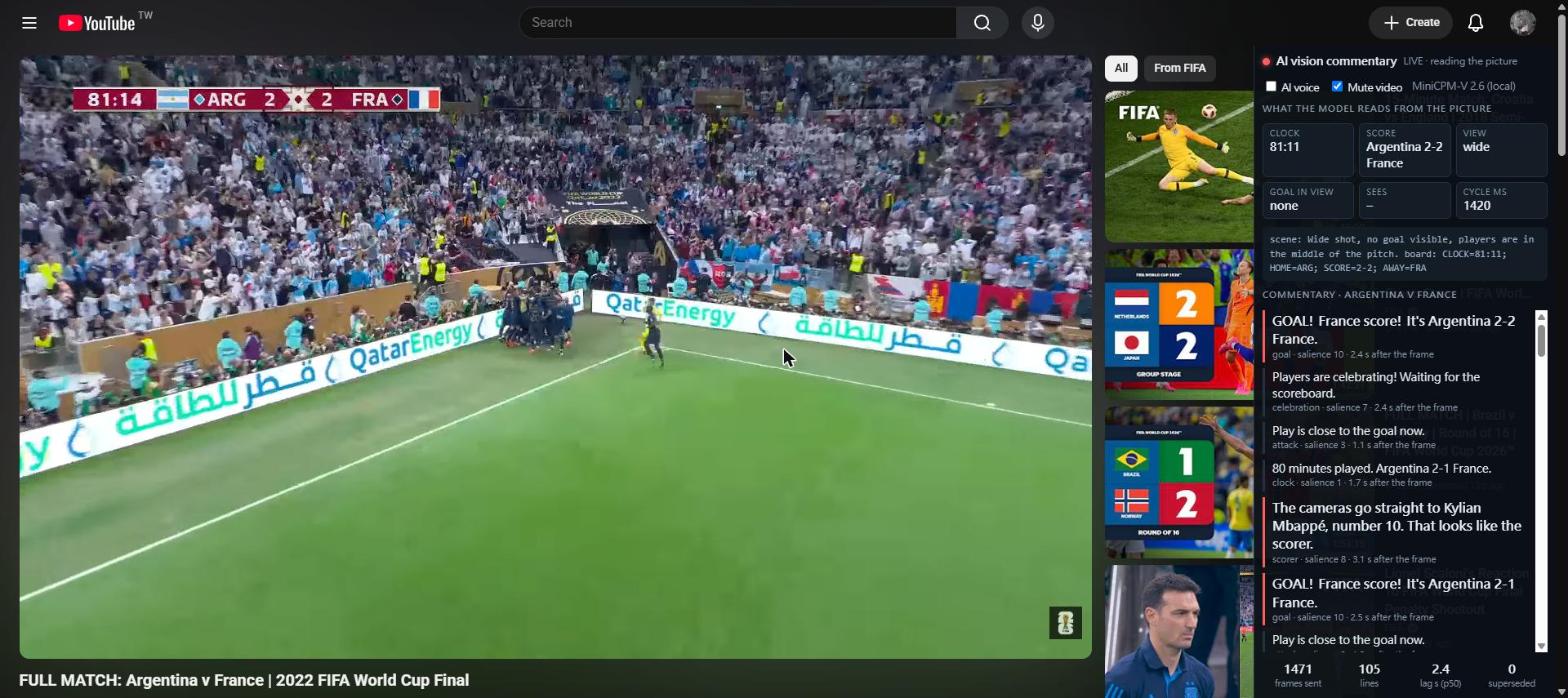 YouTube TW
Search
Create
81:14 ARG 2 2 FRA
FIFA WORLD CUP
QatarEnergy
قطر للطاقة
QatarEnergy
قطر للطاقة
QatarEnergy
قطر للطاقة
Qa
y
FULL MATCH: Argentina v France | 2022 FIFA World Cup Final
All
From FIFA
FIFA
NETHERLANDS
2
JAPAN
2
GROUP STAGE
BRAZIL
1
NORWAY
2
ROUND OF 16
AI vision commentary LIVE · reading the picture
AI voice Mute video MiniCPM-V 2.6 (local)
WHAT THE MODEL READS FROM THE PICTURE
CLOCK
81:11
SCORE
Argentina 2-2
France
VIEW
wide
GOAL IN VIEW
none
SEES
–
CYCLE MS
1420
scene: Wide shot, no goal visible, players are in
the middle of the pitch. board: CLOCK=81:11;
HOME=ARG; SCORE=2-2; AWAY=FRA
COMMENTARY · ARGENTINA V FRANCE
GOAL! France score! It's Argentina 2-2
France.
goal · salience 10 · 2.4 s after the frame
Players are celebrating! Waiting for the
scoreboard.
celebration · salience 7 · 2.4 s after the frame
Play is close to the goal now.
attack · salience 3 · 1.1 s after the frame
80 minutes played. Argentina 2-1 France.
clock · salience 1 · 1.7 s after the frame
The cameras go straight to Kylian
Mbappé, number 10. That looks like the
scorer.
scorer · salience 8 · 3.1 s after the frame
GOAL! France score! It's Argentina 2-1
France.
goal · salience 10 · 2.5 s after the frame
Play is close to the goal now.
1471
frames sent
105
lines
2.4
lag s (p50)
0
superseded